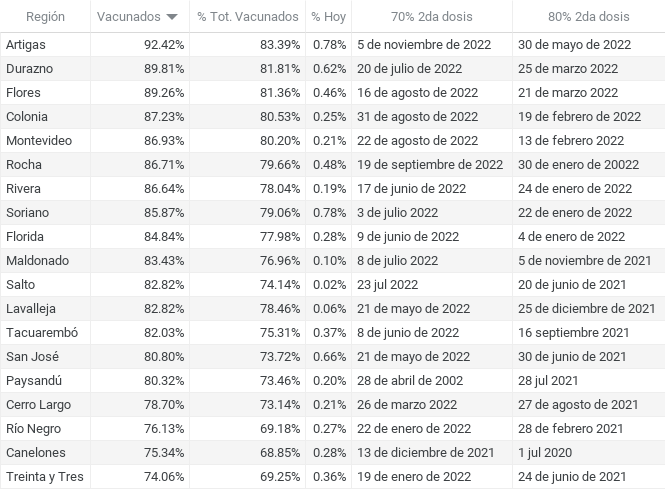 Región Vacunados % Tot. Vacunados % Hoy 70% 2da dosis 80% 2da dosis
Artigas 92.42% 83.39% 0.78% 5 de noviembre de 2022 30 de mayo de 2022
Durazno 89.81% 81.81% 0.62% 20 de julio de 2022 25 de marzo 2022
Flores 89.26% 81.36% 0.46% 16 de agosto de 2022 21 de marzo 2022
Colonia 87.23% 80.53% 0.25% 31 de agosto de 2022 19 de febrero de 2022
Montevideo 86.93% 80.20% 0.21% 22 de agosto de 2022 13 de febrero 2022
Rocha 86.71% 79.66% 0.48% 19 de septiembre de 2022 30 de enero de 20022
Rivera 86.64% 78.04% 0.19% 17 de junio de 2022 24 de enero de 2022
Soriano 85.87% 79.06% 0.78% 3 de julio 2022 22 de enero de 2022
Florida 84.84% 77.98% 0.28% 9 de junio de 2022 4 de enero de 2022
Maldonado 83.43% 76.96% 0.10% 8 de julio de 2022 5 de noviembre de 2021
Salto 82.82% 74.14% 0.02% 23 jul 2022 20 de junio de 2021
Lavalleja 82.82% 78.46% 0.06% 21 de mayo de 2022 25 de diciembre de 2021
Tacuarembó 82.03% 75.31% 0.37% 8 de junio de 2022 16 septiembre 2021
San José 80.80% 73.72% 0.66% 21 de mayo de 2022 30 de junio de 2021
Paysandú 80.32% 73.46% 0.20% 28 de abril de 2002 28 jul 2021
Cerro Largo 78.70% 73.14% 0.21% 26 de marzo de 2022 27 de agosto de 2021
Río Negro 76.13% 69.18% 0.27% 22 de enero de 2022 28 de febrero 2021
Canelones 75.34% 68.85% 0.28% 13 de diciembre de 2021 1 jul 2020
Treinta y Tres 74.06% 69.25% 0.36% 19 de enero de 2022 24 de junio de 2021